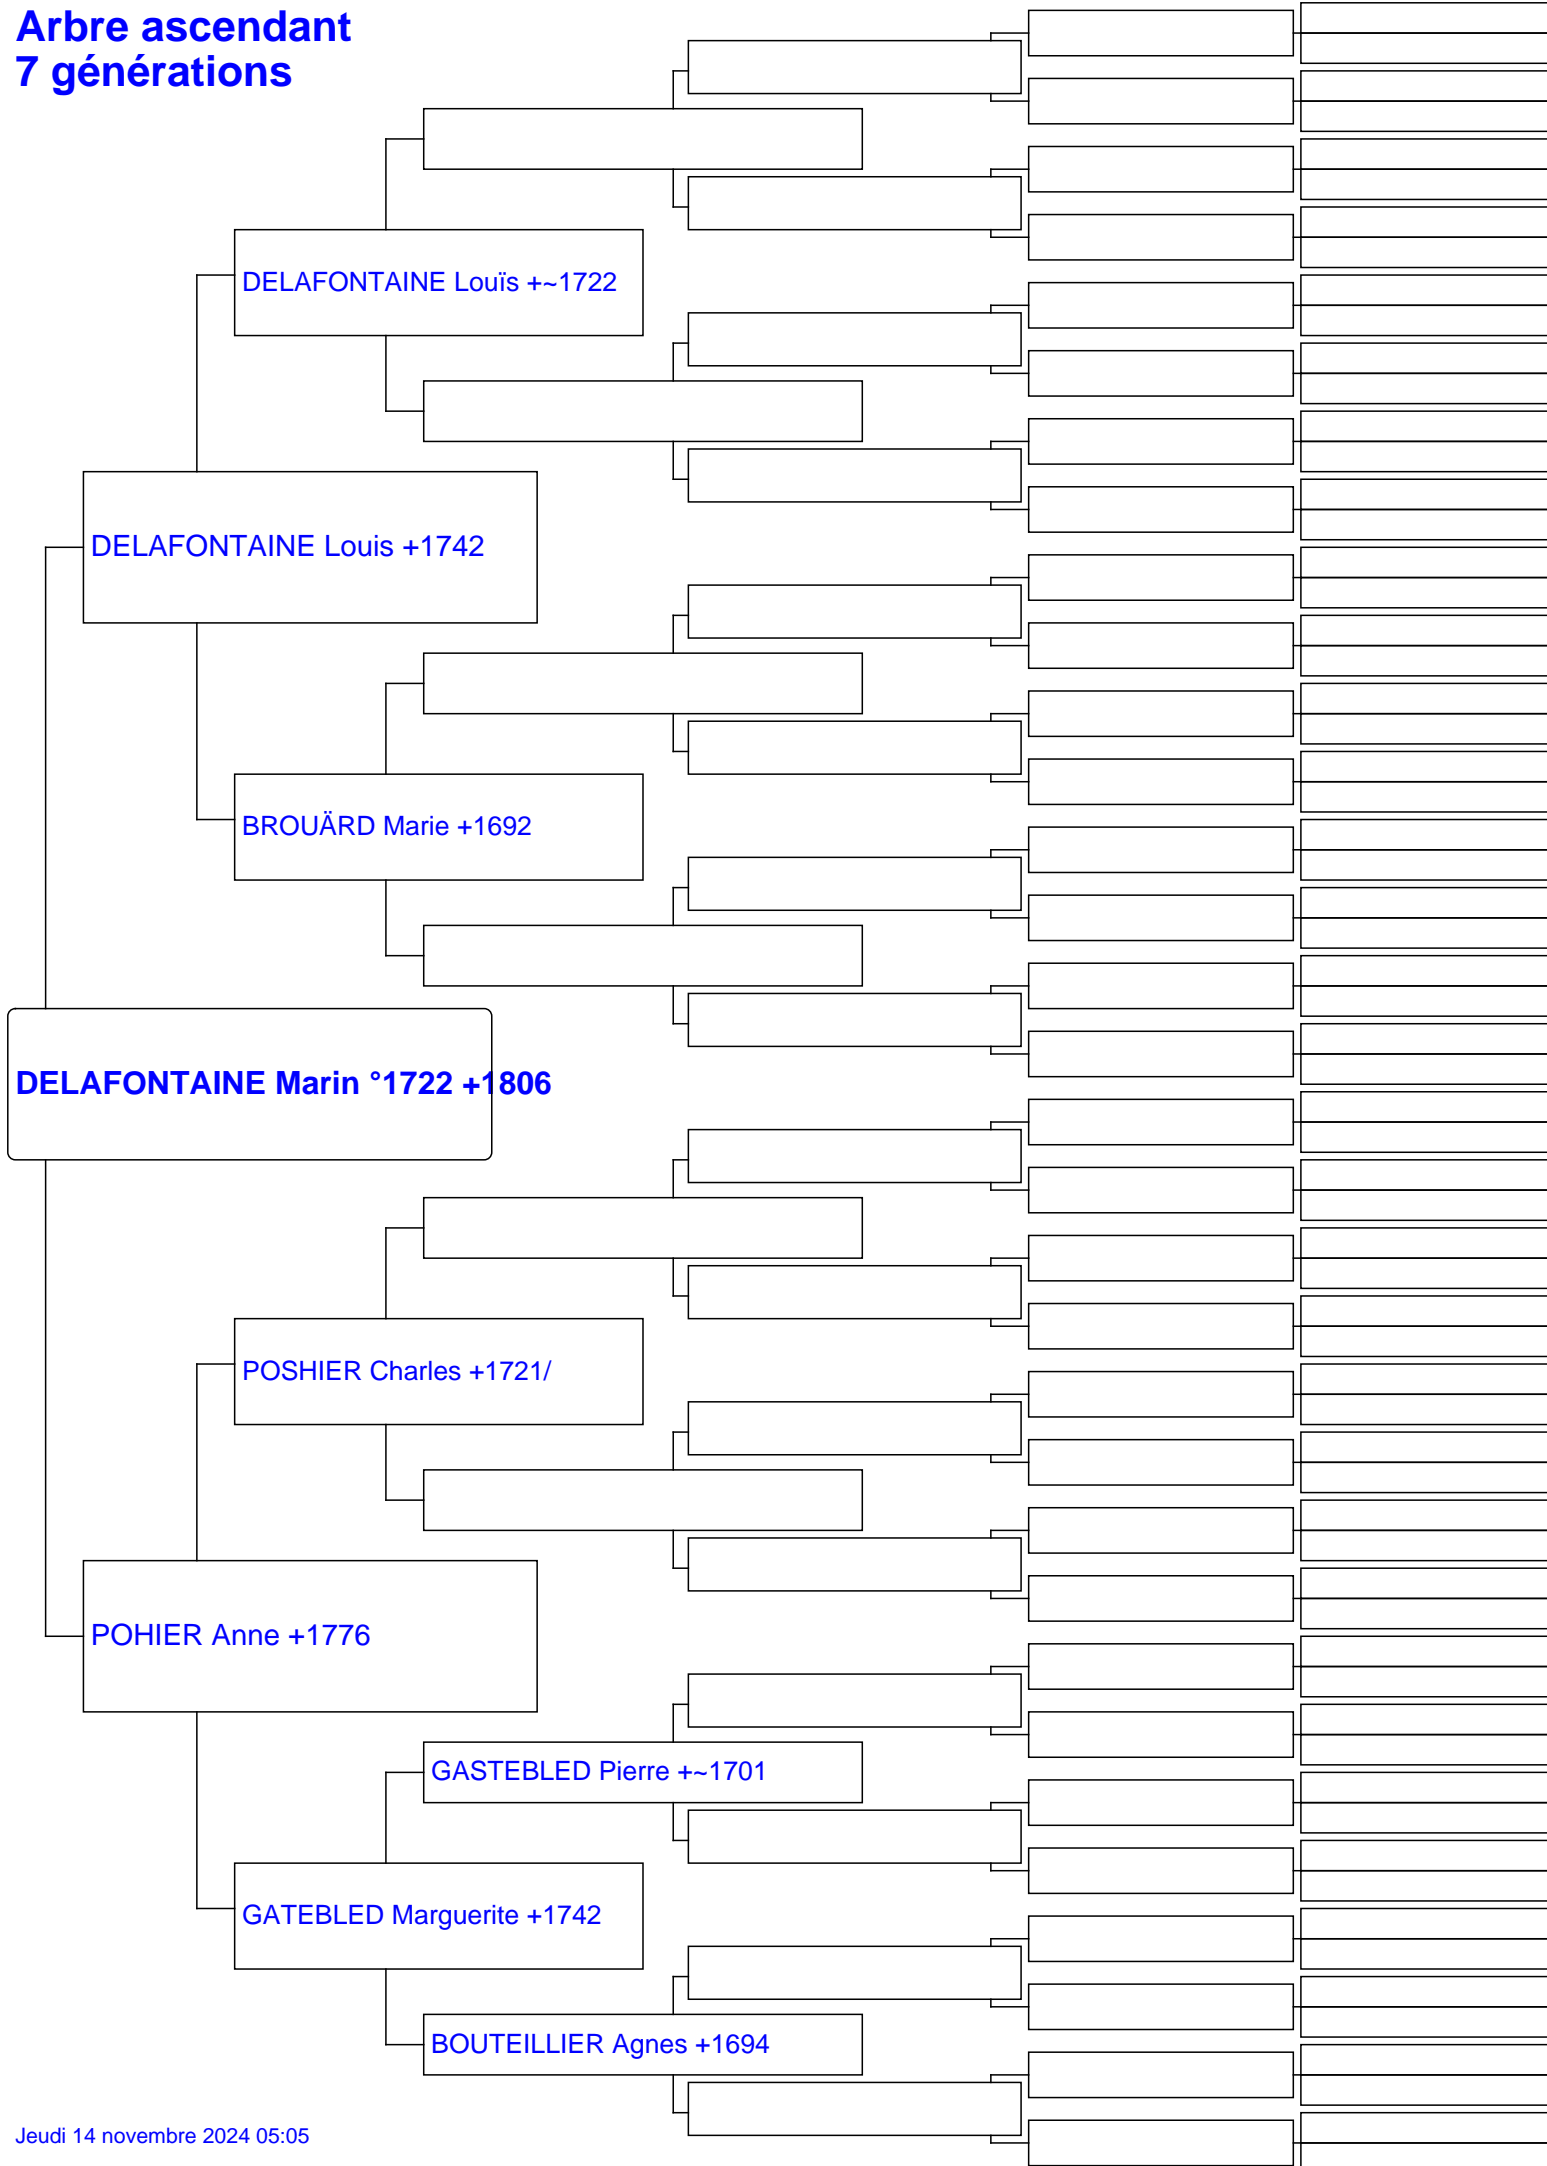 Arbre ascendant
7 générations
DELAFONTAINE Louïs +~1722
DELAFONTAINE Louis +1742
BROUÄRD Marie +1692
DELAFONTAINE Marin °1722 +1806
POSHIER Charles +1721/
POHIER Anne +1776
GASTEBLED Pierre +~1701
GATEBLED Marguerite +1742
BOUTEILLIER Agnes +1694
Jeudi 14 novembre 2024 05:05